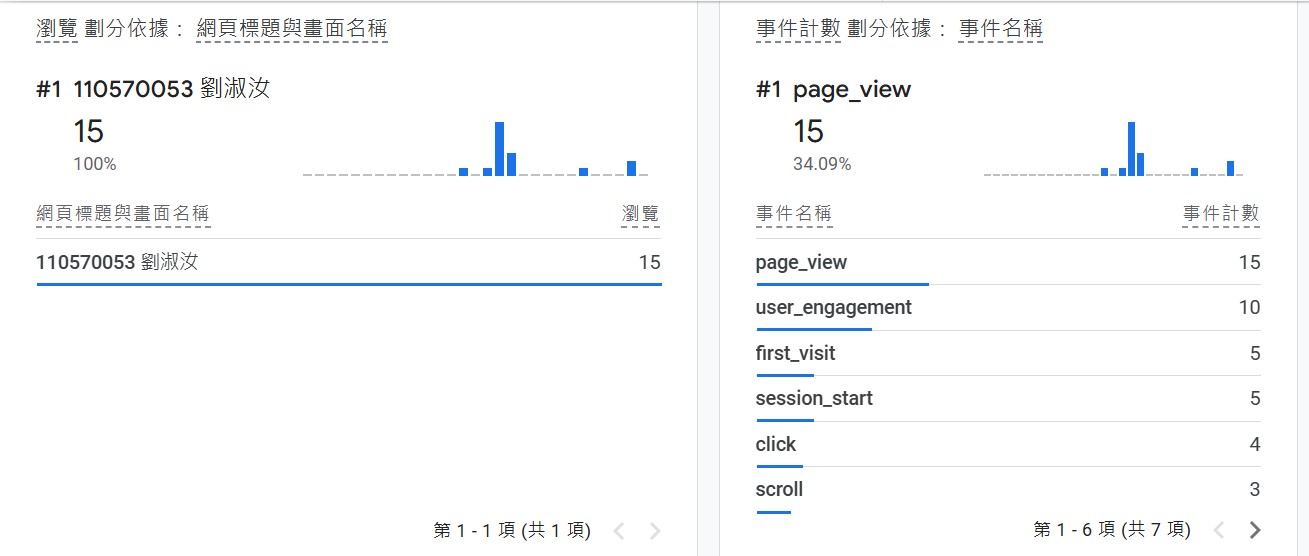 瀏覽 劃分依據： 網頁標題與畫面名稱
#1 110570053 劉淑汝
15
100%
網頁標題與畫面名稱 瀏覽
110570053 劉淑汝 15
第 1 - 1 項 (共 1 項)
事件計數 劃分依據： 事件名稱
#1 page_view
15
34.09%
事件名稱 事件計數
page_view 15
user_engagement 10
first_visit 5
session_start 5
click 4
scroll 3
第 1 - 6 項 (共 7 項)